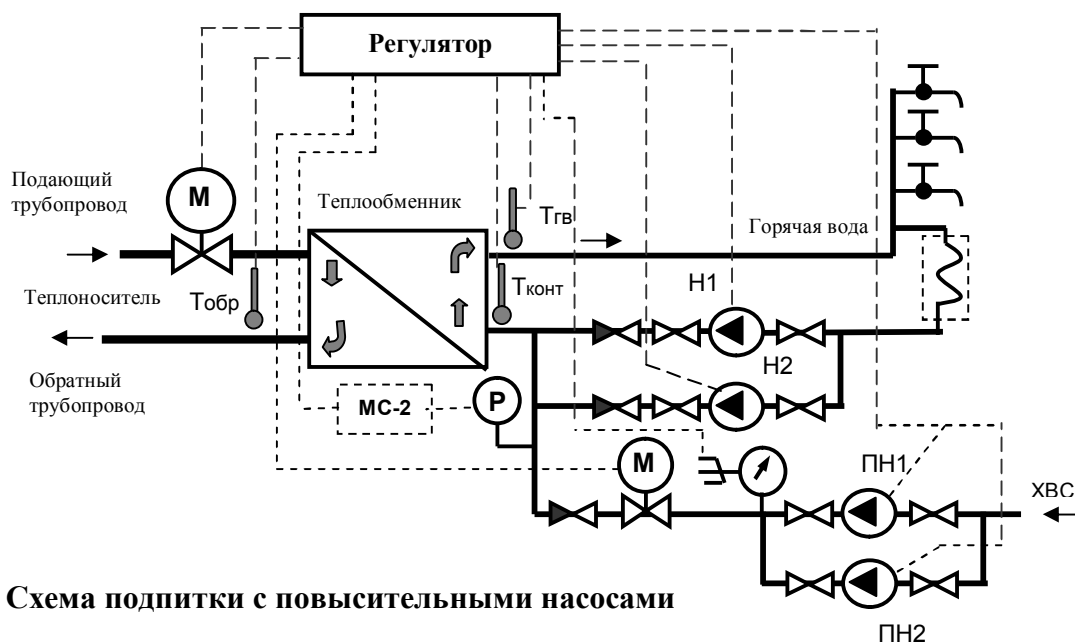 Регулятор
Подающий
трубопровод
М
Теплообменник
Тгв
Горячая вода
Теплоноситель
Тобр
Тконт
Н1
Н2
Обратный
трубопровод
МС-2
Р
М
ПН1
ХВС
Схема подпитки с повысительными насосами
ПН2